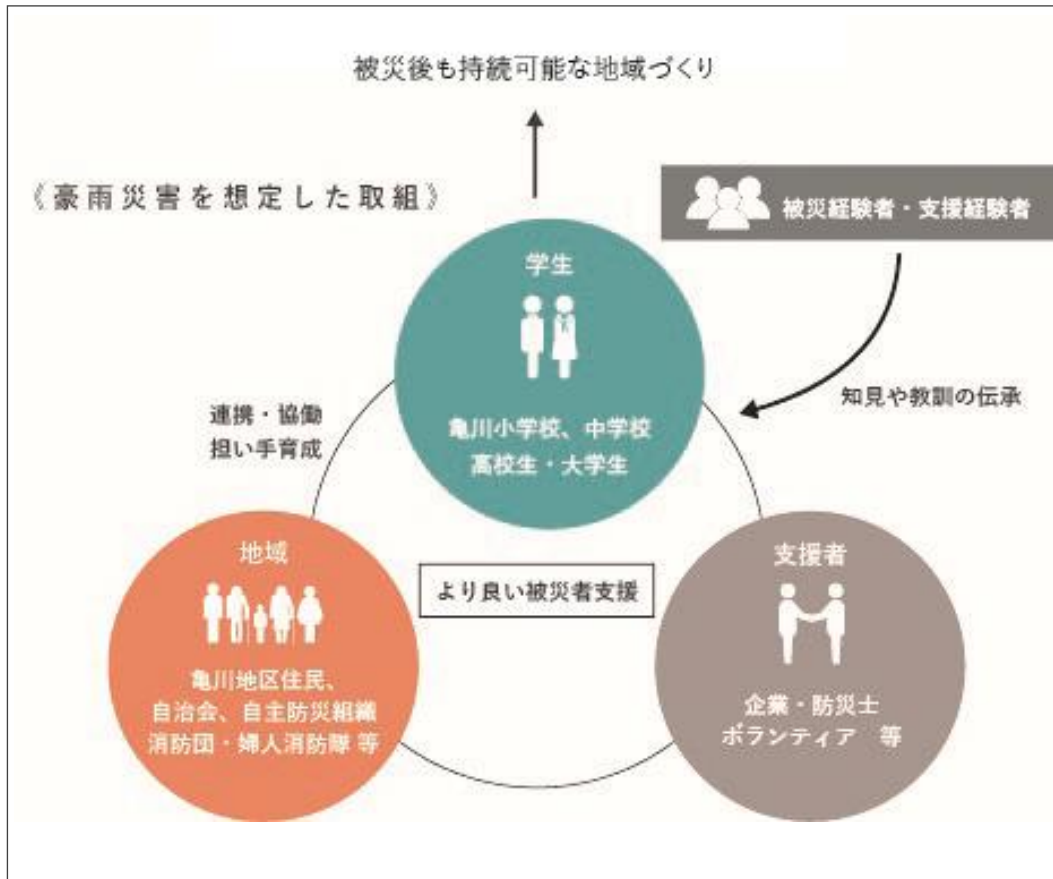 被災後も持続可能な地域づくり
《豪雨災害を想定した取組》
被災経験者・支援経験者
学生
亀川小学校、中学校
高校生・大学生
知見や教訓の伝承
連携・協働
担い手育成
地域
亀川地区住民、
自治会、自主防災組織
消防団・婦人消防隊 等
より良い被災者支援
支援者
企業・防災士
ボランティア 等